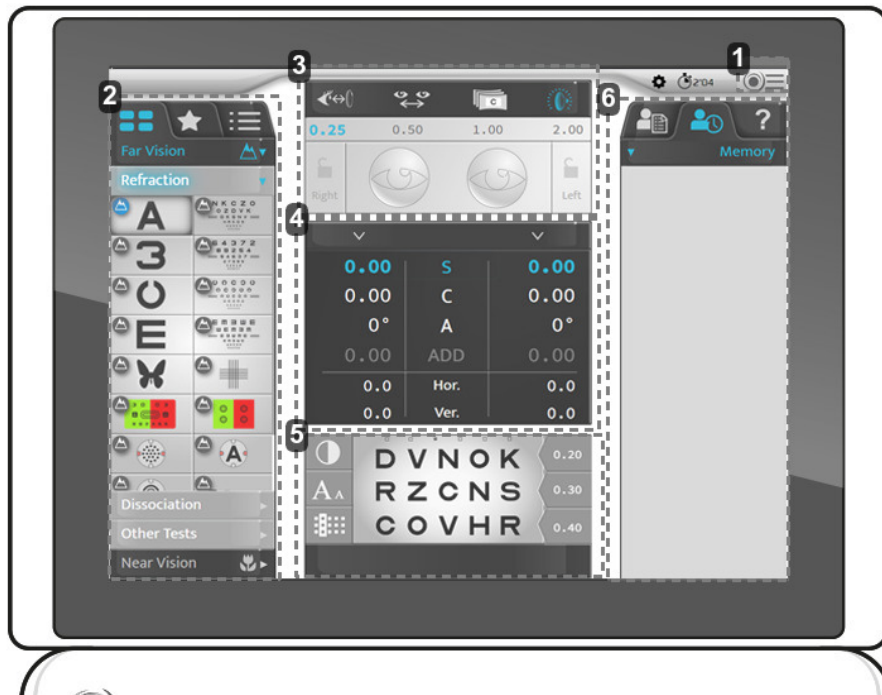 1
2'04
2
3
6
C
0.25 0.50 1.00 2.00
?
Far Vision
Right
Left
Memory
Refraction
A
N K C Z O
4
3
0.00 S 0.00
0.00 C 0.00
E
0° A 0°
0.00 ADD 0.00
0.0 Hor. 0.0
0.0 Ver. 0.0
5
A
D V N O K 0.20
A A
R Z C N S 0.30
C O V H R 0.40
Dissociation
Other Tests
Near Vision